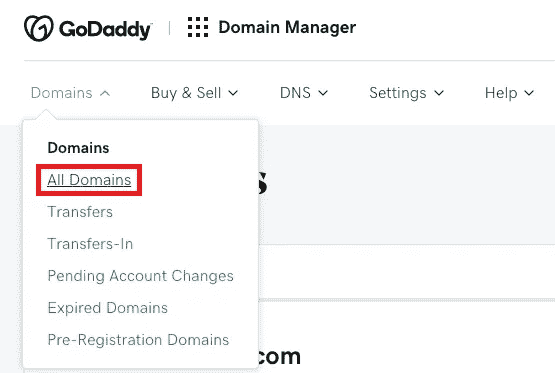 GoDaddy Domain Manager
Domains Buy & Sell DNS Settings Help
Domains
All Domains
Transfers
Transfers-In
Pending Account Changes
Expired Domains
Pre-Registration Domains
.com